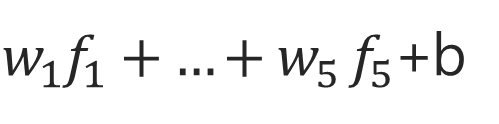 w₁f₁ + ... + w₅ f₅+b